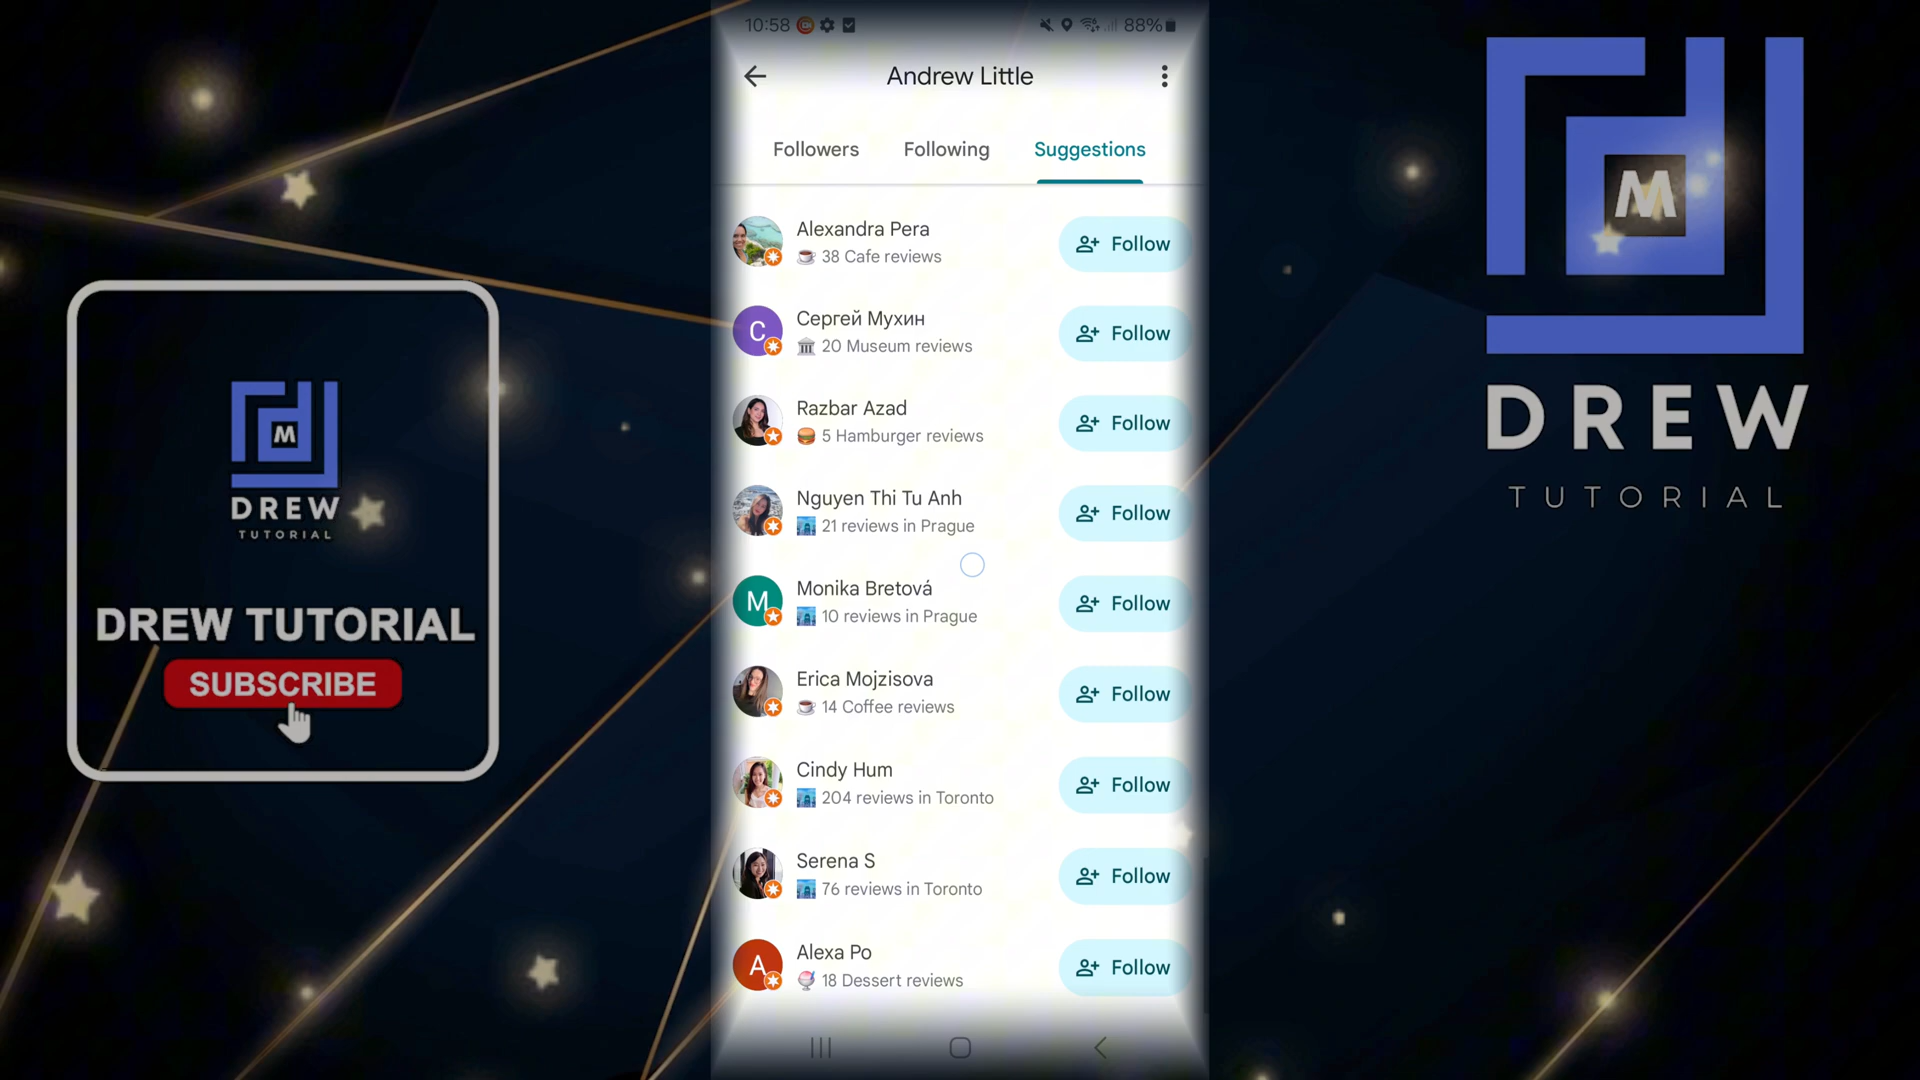 10:58
88%
Andrew Little
Followers Following Suggestions
Alexandra Pera
38 Cafe reviews
Follow
C
Сергей Мухин
20 Museum reviews
Follow
Razbar Azad
5 Hamburger reviews
Follow
Nguyen Thi Tu Anh
21 reviews in Prague
Follow
M
Monika Bretová
10 reviews in Prague
Follow
Erica Mojzisova
14 Coffee reviews
Follow
Cindy Hum
204 reviews in Toronto
Follow
Serena S
76 reviews in Toronto
Follow
A
Alexa Po
18 Dessert reviews
Follow
M
DREW
TUTORIAL
DREW TUTORIAL
SUBSCRIBE
M
DREW
TUTORIAL